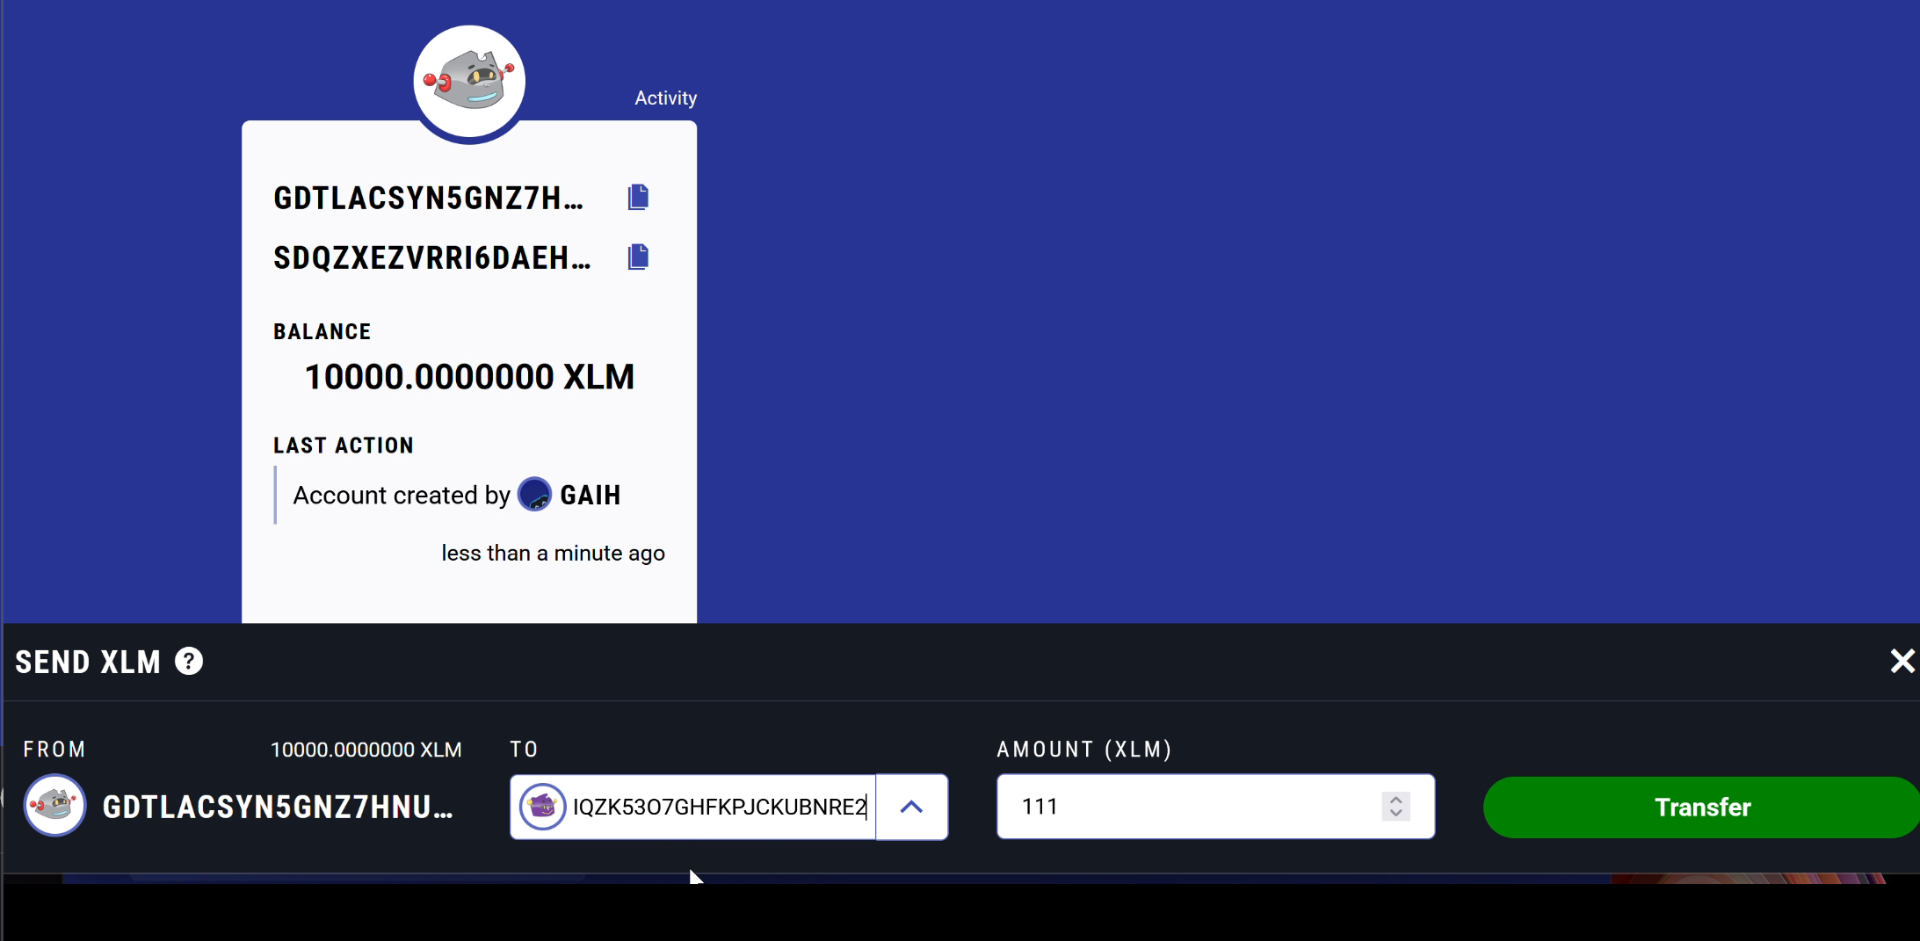 Activity
GDTLACSYN5GNZ7H...
SDQZXEZVRRI6DAEH...
BALANCE
10000.0000000 XLM
LAST ACTION
Account created by GAIH
less than a minute ago
SEND XLM ?
FROM
10000.0000000 XLM
TO
AMOUNT (XLM)
GDTLACSYN5GNZ7HNU...
IQZK53O7GHFKPJCKUBNRE2
111
Transfer